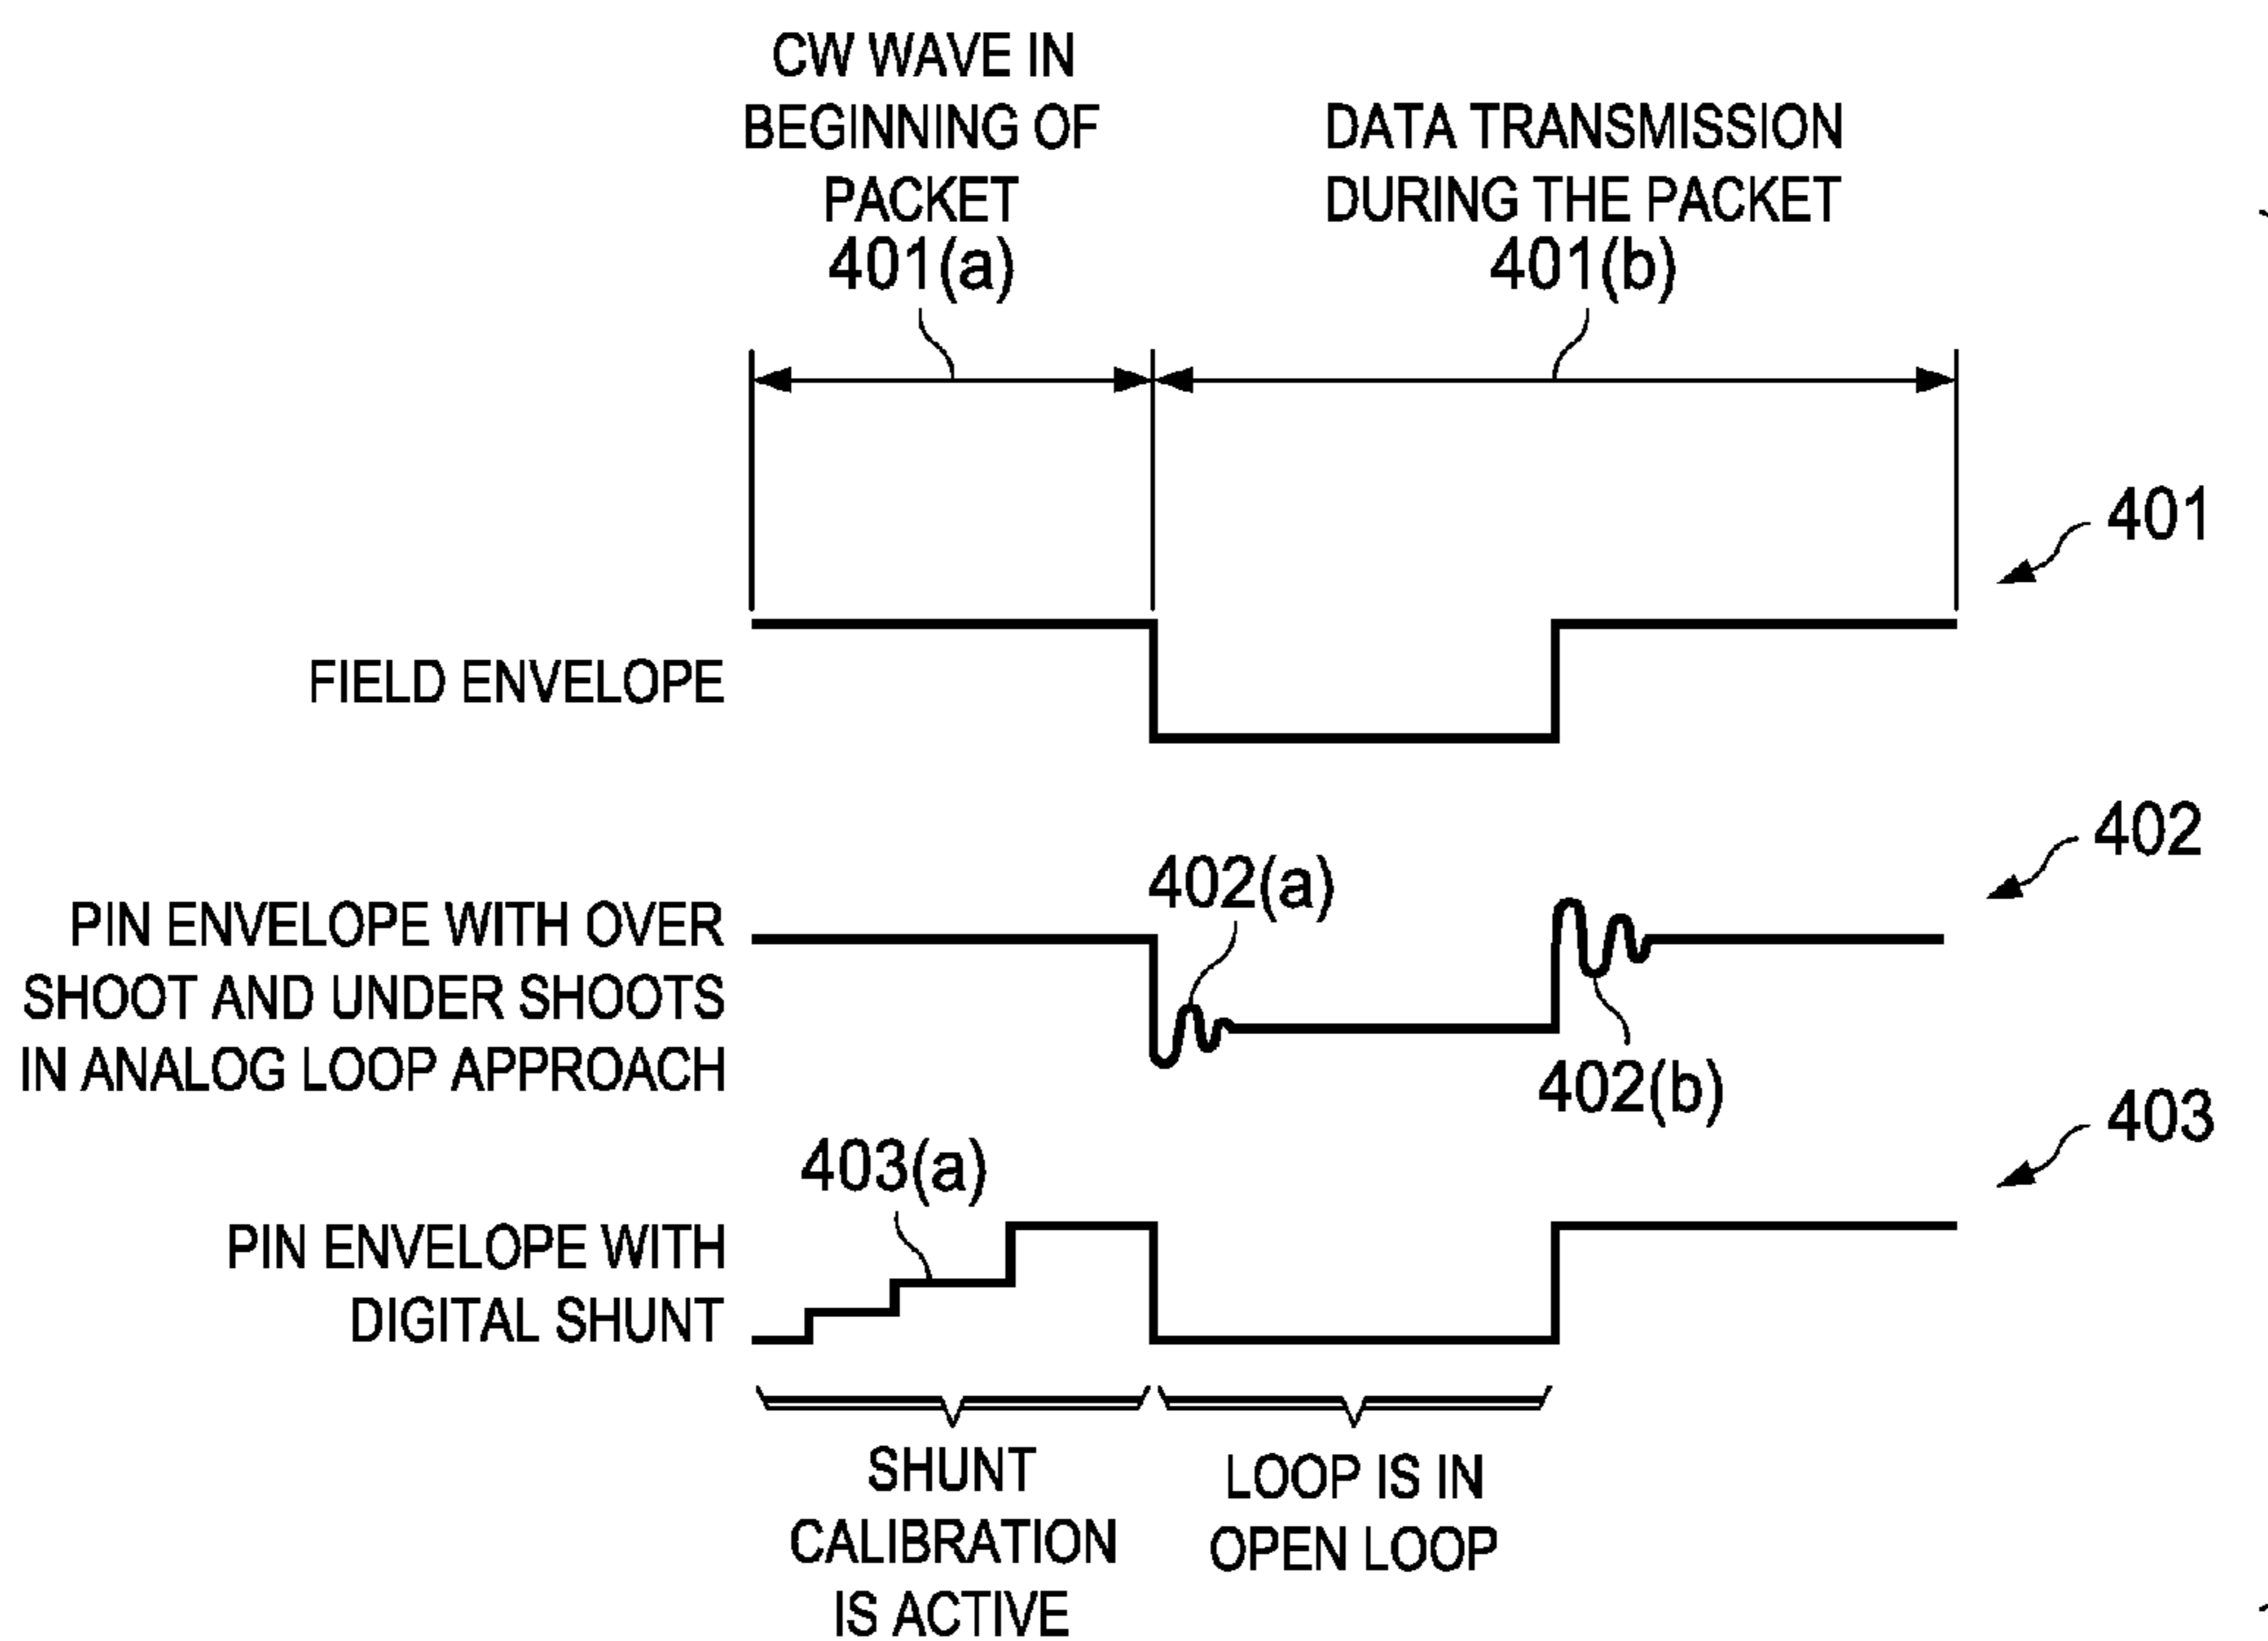 CW WAVE IN
BEGINNING OF
PACKET
401(a)
DATA TRANSMISSION
DURING THE PACKET
401(b)
401
FIELD ENVELOPE
402
402(a)
PIN ENVELOPE WITH OVER
SHOOT AND UNDER SHOOTS
IN ANALOG LOOP APPROACH
402(b)
403
403(a)
PIN ENVELOPE WITH
DIGITAL SHUNT
SHUNT
CALIBRATION
IS ACTIVE
LOOP IS IN
OPEN LOOP